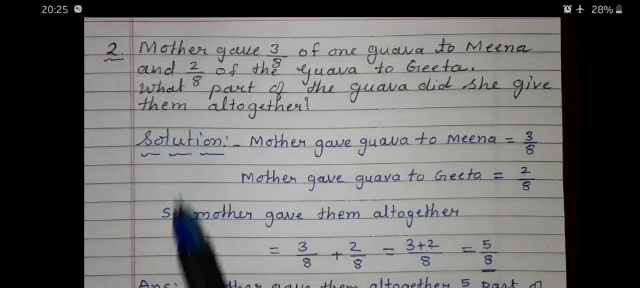 20:25
28%
2. Mother gave 3/8 of one guava to Meena
and 2/8 of the guava to Geeta.
What part of the guava did she give
them altogether?
Solution:- Mother gave guava to Meena = 3/8
Mother gave guava to Geeta = 2/8
mother gave them altogether
= 3/8 + 2/8 = 3+2/8 = 5/8
Ans: gave them altogether 5 part of